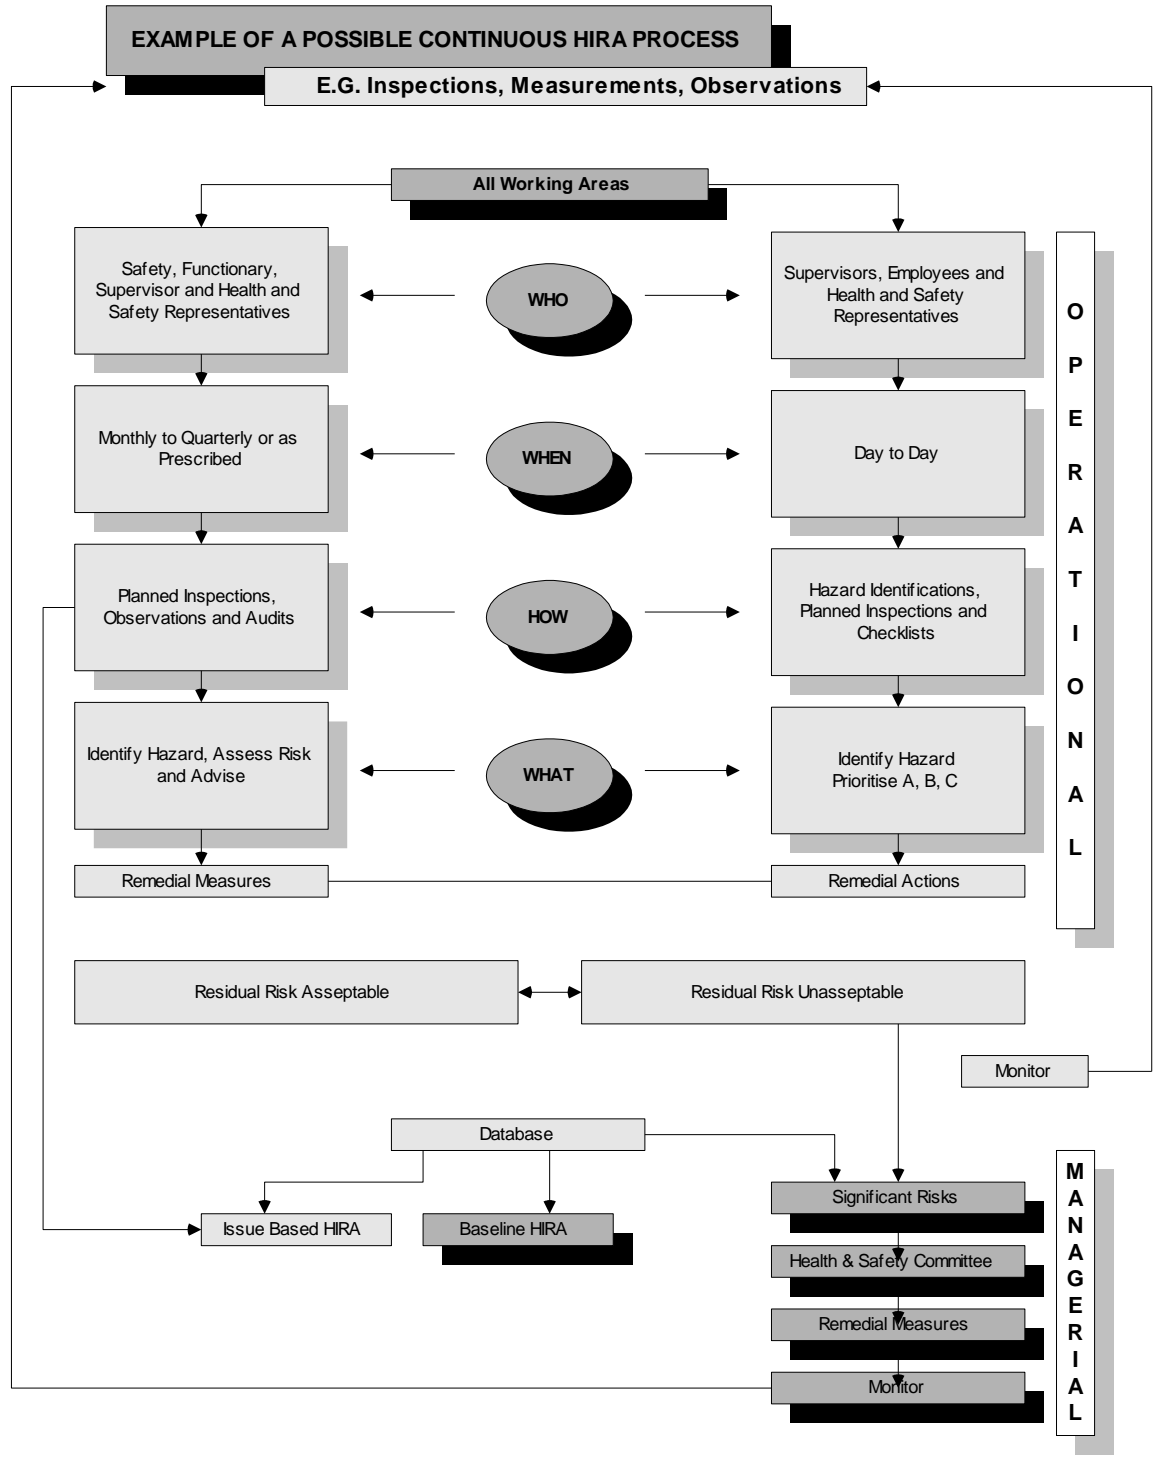 EXAMPLE OF A POSSIBLE CONTINUOUS HIRA PROCESS
E.G. Inspections, Measurements, Observations
All Working Areas
Safety, Functionary,
Supervisor and Health and
Safety Representatives
WHO
Supervisors, Employees and
Health and Safety
Representatives
Monthly to Quarterly or as
Prescribed
WHEN
Day to Day
Planned Inspections,
Observations and Audits
HOW
Hazard Identifications,
Planned Inspections and
Checklists
Identify Hazard, Assess Risk
and Advise
WHAT
Identify Hazard
Prioritise A, B, C
Remedial Measures
Remedial Actions
OPERATIONAL
Residual Risk Asseptable
Residual Risk Unasseptable
Monitor
Database
Significant Risks
Issue Based HIRA
Baseline HIRA
Health & Safety Committee
Remedial Measures
Monitor
MANAGERIAL